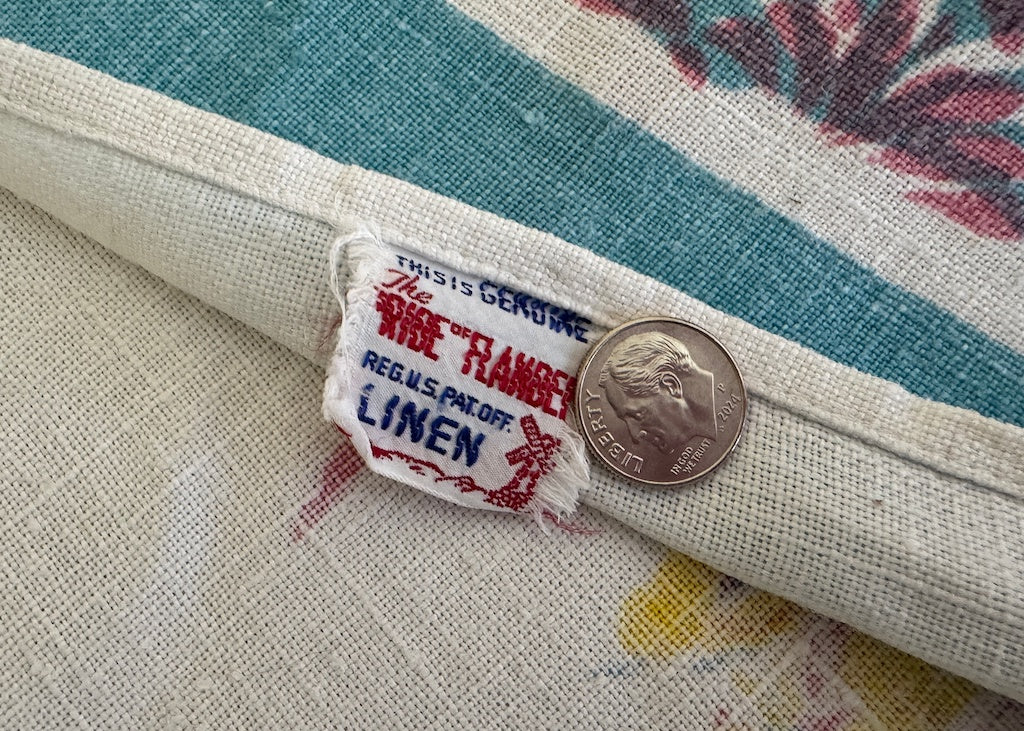 THIS IS GENUINE
The
PRIDE OF FLANDERS
REG. U.S. PAT. OFF.
LINEN
LIBERTY
IN GOD
WE TRUST
P
2024